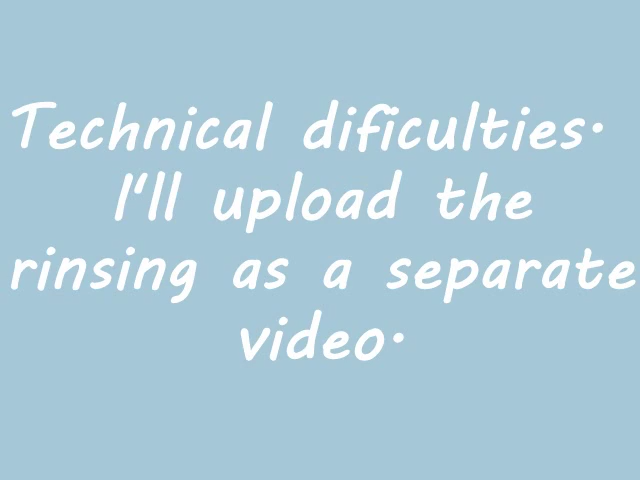 Technical dificulties.
I'll upload the
rinsing as a separate
video.